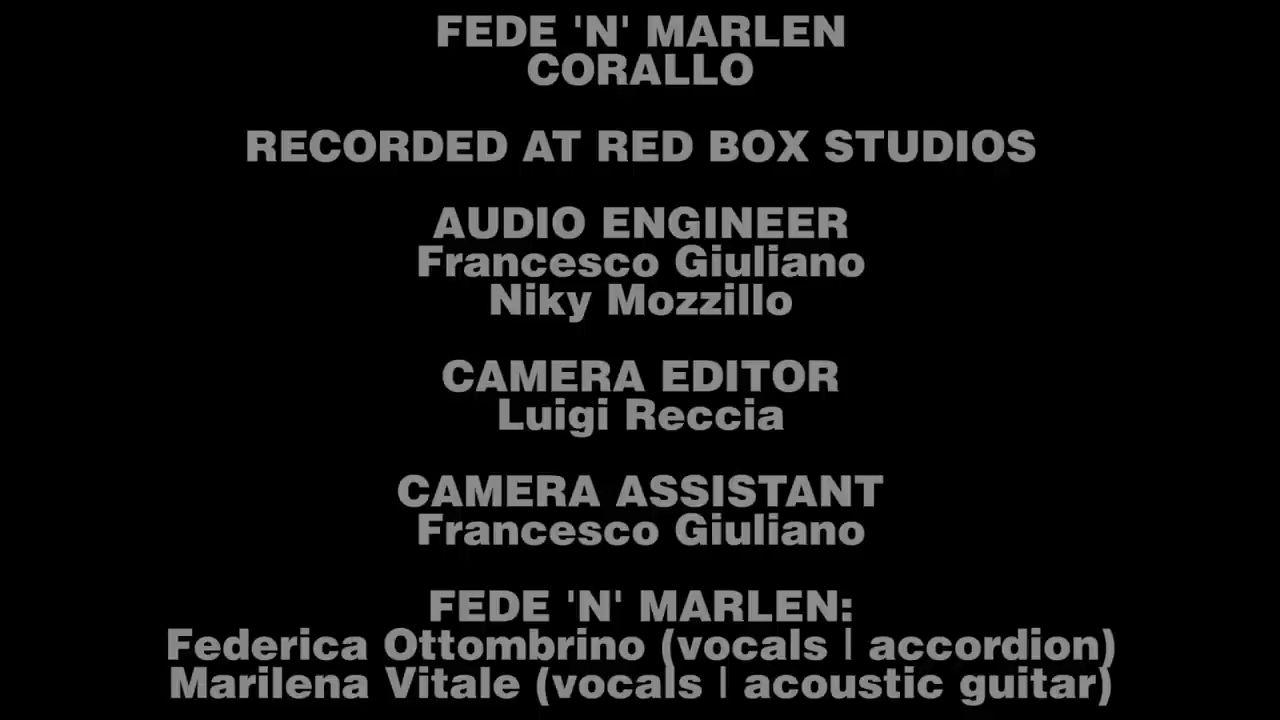 FEDE 'N' MARLEN
CORALLO
RECORDED AT RED BOX STUDIOS
AUDIO ENGINEER
Francesco Giuliano
Niky Mozzillo
CAMERA EDITOR
Luigi Reccia
CAMERA ASSISTANT
Francesco Giuliano
FEDE 'N' MARLEN:
Federica Ottombrino (vocals | accordion)
Marilena Vitale (vocals | acoustic guitar)